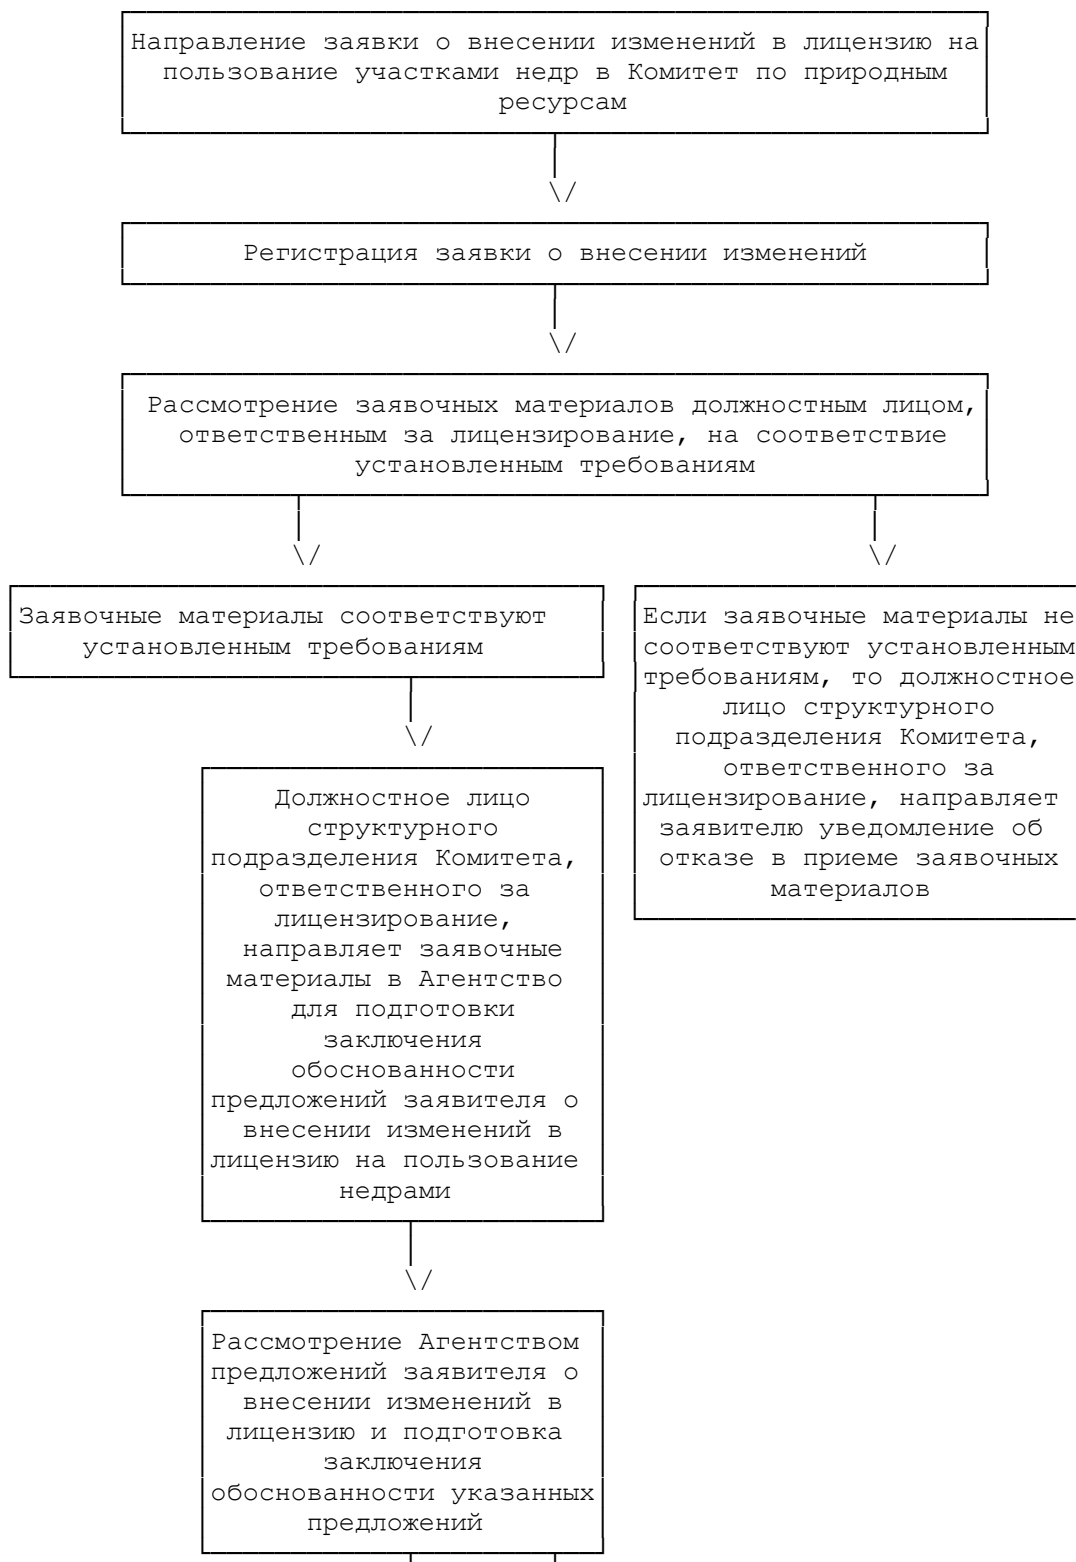 Направление заявки о внесении изменений в лицензию на
пользование участками недр в Комитет по природным
ресурсам
Регистрация заявки о внесении изменений
Рассмотрение заявочных материалов должностным лицом,
ответственным за лицензирование, на соответствие
установленным требованиям
Заявочные материалы соответствуют
установленным требованиям
Если заявочные материалы не
соответствуют установленным
требованиям, то должностное
лицо структурного
подразделения Комитета,
ответственного за
лицензирование, направляет
заявителю уведомление об
отказе в приеме заявочных
материалов
Должностное лицо
структурного
подразделения Комитета,
ответственного за
лицензирование,
направляет заявочные
материалы в Агентство
для подготовки
заключения
обоснованности
предложений заявителя о
внесении изменений в
лицензию на пользование
недрами
Рассмотрение Агентством
предложений заявителя о
внесении изменений в
лицензию и подготовка
заключения
обоснованности указанных
предложений